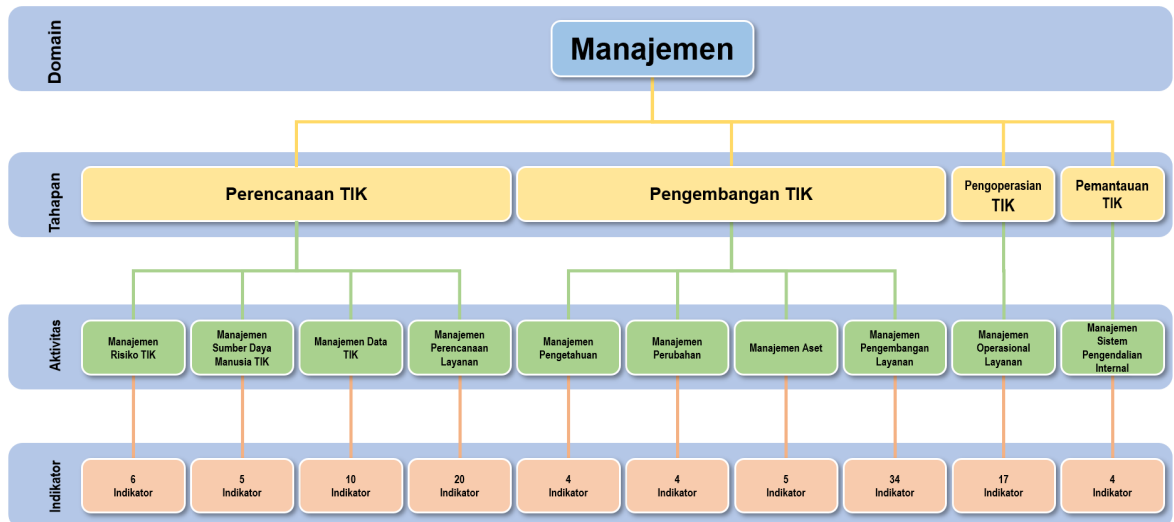 Domain
Manajemen
Tahapan
Perencanaan TIK
Pengembangan TIK
Pengoperasian
TIK
Pemantauan
TIK
Aktivitas
Manajemen
Risiko TIK
Manajemen
Sumber Daya
Manusia TIK
Manajemen Data
TIK
Manajemen
Perencanaan
Layanan
Manajemen
Pengetahuan
Manajemen
Perubahan
Manajemen Aset
Manajemen
Pengembangan
Layanan
Manajemen
Operasional
Layanan
Manajemen
Sistem
Pengendalian
Internal
Indikator
6
Indikator
5
Indikator
10
Indikator
20
Indikator
4
Indikator
4
Indikator
5
Indikator
34
Indikator
17
Indikator
4
Indikator